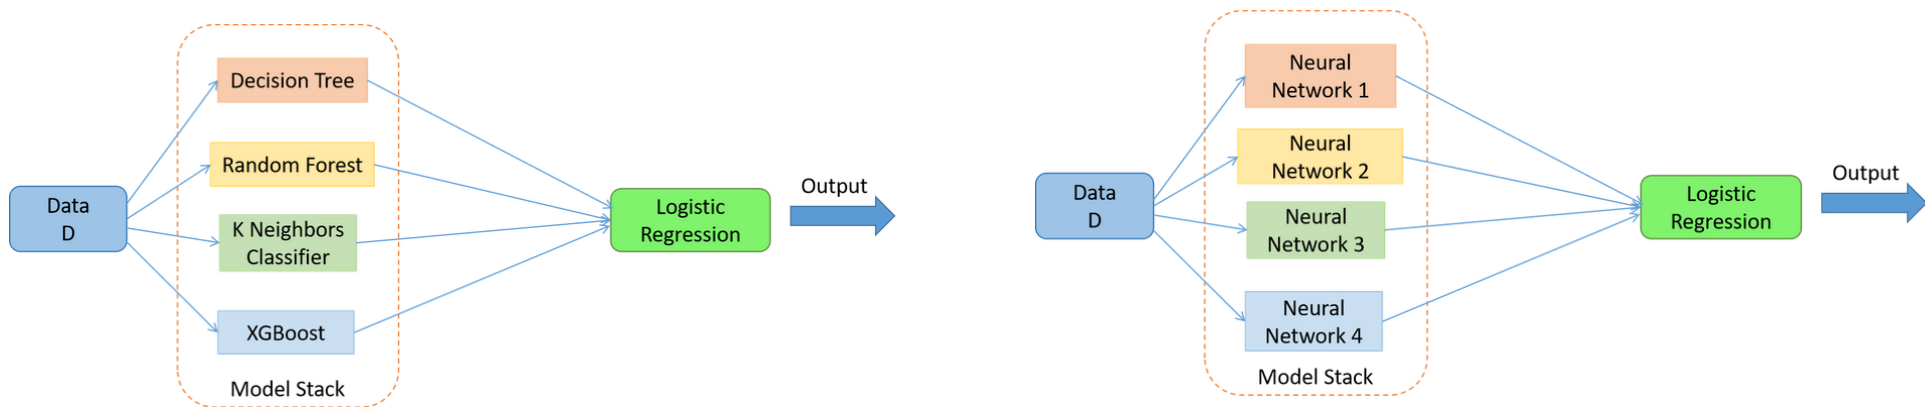 Decision Tree
Random Forest
Data
D
K Neighbors
Classifier
XGBoost
Model Stack
Logistic
Regression
Output
Neural
Network 1
Neural
Network 2
Data
D
Neural
Network 3
Neural
Network 4
Model Stack
Logistic
Regression
Output